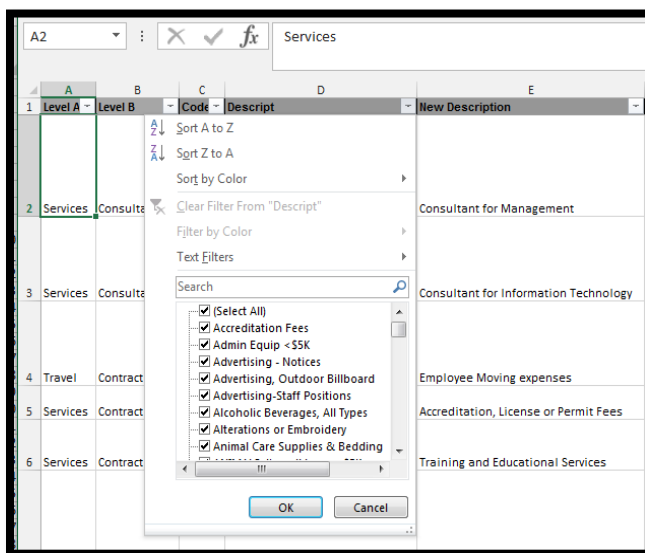 A2 fx Services
A B C D E
1 Level A Level B Code Descript New Description
Sort A to Z
Sort Z to A
Sort by Color
2 Services Consulta Clear Filter From "Descript" Consultant for Management
Filter by Color
Text Filters
Search
3 Services Consulta Consultant for Information Technology
(Select All)
Accreditation Fees
Admin Equip <$5K
Advertising - Notices
4 Travel Contract Advertising, Outdoor Billboard Employee Moving expenses
Advertising-Staff Positions
5 Services Contract Alcoholic Beverages, All Types Accreditation, License or Permit Fees
Alterations or Embroidery
Animal Care Supplies & Bedding
6 Services Contract Training and Educational Services
OK Cancel